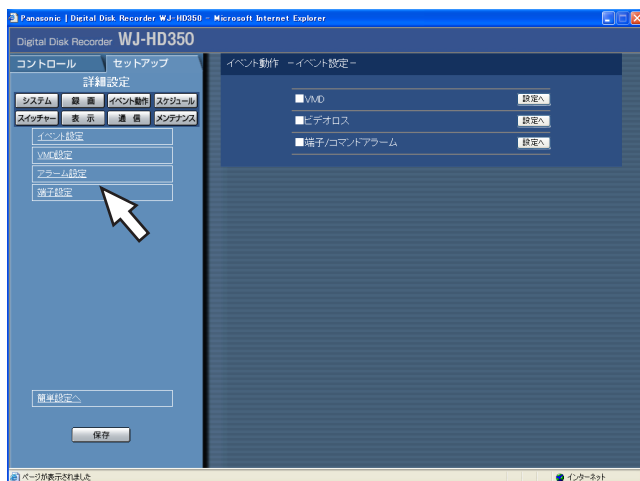 Panasonic | Digital Disk Recorder WJ-HD350 - Microsoft Internet Explorer
Digital Disk Recorder WJ-HD350
コントロール セットアップ
詳細設定
システム 録 画 イベント動作 スケジュール
スイッチャー 表 示 通 信 メンテナンス
イベント設定
VMD設定
アラーム設定
端子設定
簡単設定へ
保存
イベント動作 －イベント設定－
■VMD 設定へ
■ビデオロス 設定へ
■端子/コマンドアラーム 設定へ
ページが表示されました インターネット